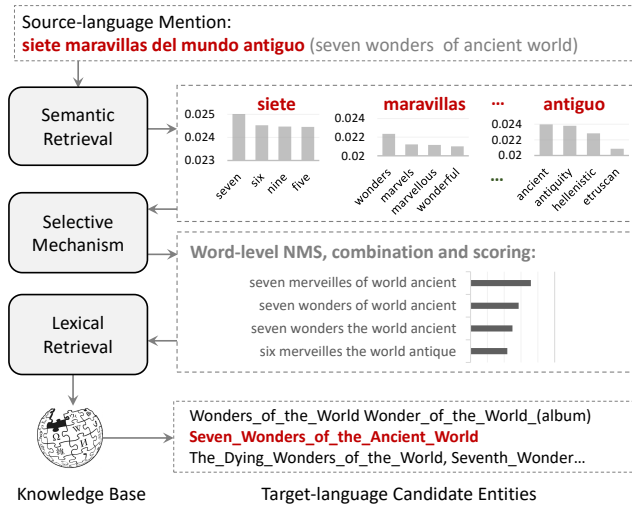 Source-language Mention:
siete maravillas del mundo antiguo (seven wonders of ancient world)
Semantic
Retrieval
siete
0.025
0.024
0.023
seven
six
nine
five
maravillas
0.024
0.022
0.02
wonders
marvels
marvellous
wonderful
...
...
antiguo
0.024
0.022
0.02
ancient
antiquity
hellenistic
etruscan
Selective
Mechanism
Word-level NMS, combination and scoring:
seven merveilles of world ancient
seven wonders of world ancient
seven wonders the world ancient
six merveilles the world antique
Lexical
Retrieval
Wonders_of_the_World Wonder_of_the_World_(album)
Seven_Wonders_of_the_Ancient_World
The_Dying_Wonders_of_the_World, Seventh_Wonder...
Knowledge Base
Target-language Candidate Entities